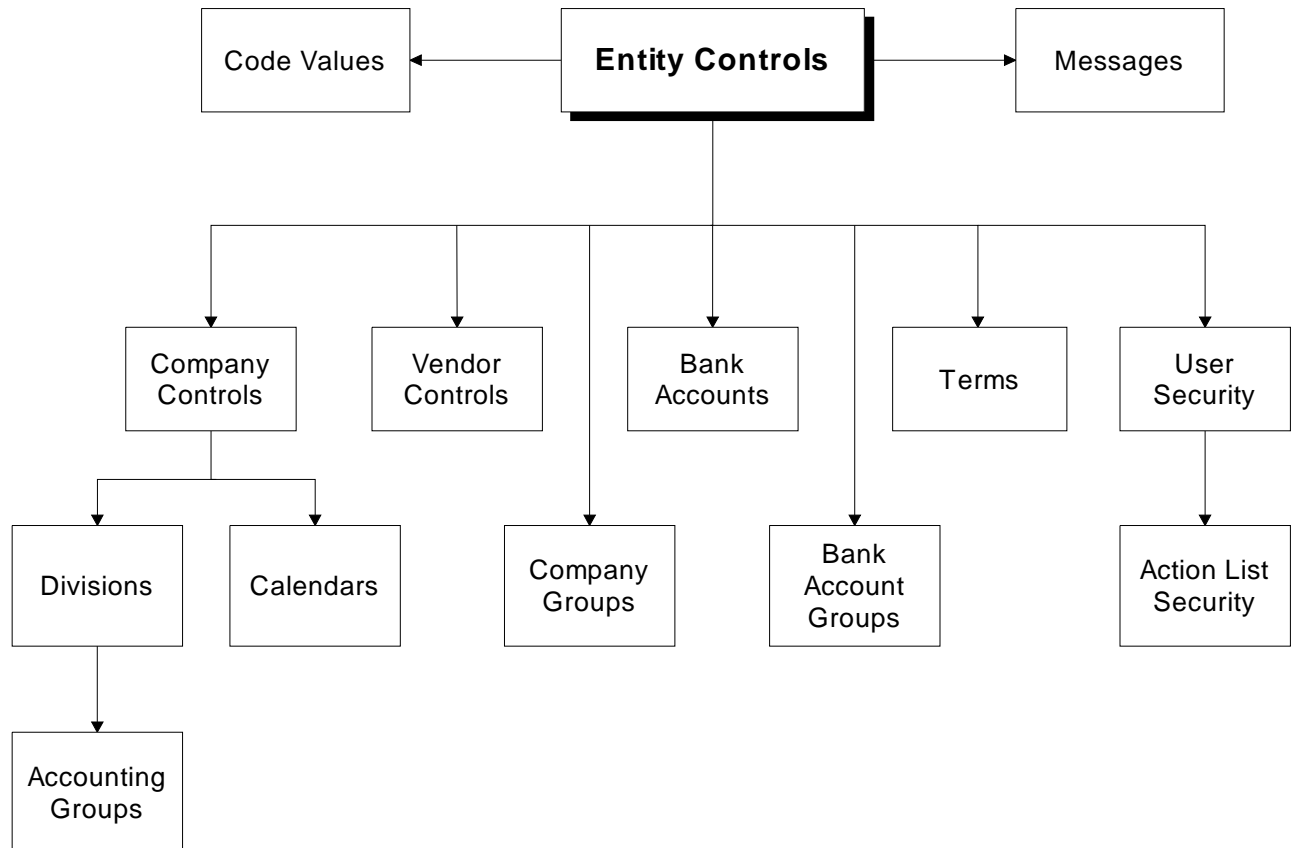 Code Values
Entity Controls
Messages
Company
Controls
Vendor
Controls
Bank
Accounts
Terms
User
Security
Divisions
Calendars
Company
Groups
Bank
Account
Groups
Action List
Security
Accounting
Groups